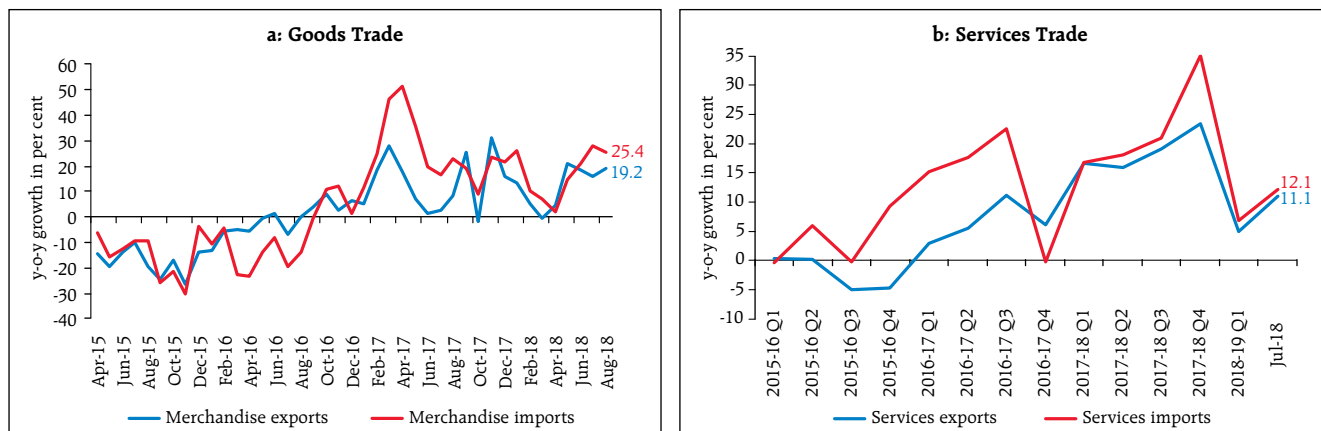 a: Goods Trade
y-o-y growth in per cent
60
50
40
30
20
10
0
-10
-20
-30
-40
25.4
19.2
Apr-15
Jun-15
Aug-15
Oct-15
Dec-15
Feb-16
Apr-16
Jun-16
Aug-16
Oct-16
Dec-16
Feb-17
Apr-17
Jun-17
Aug-17
Oct-17
Dec-17
Feb-18
Apr-18
Jun-18
Aug-18
Merchandise exports
Merchandise imports
b: Services Trade
y-o-y growth in per cent
35
30
25
20
15
10
5
0
-5
-10
12.1
11.1
2015-16 Q1
2015-16 Q2
2015-16 Q3
2015-16 Q4
2016-17 Q1
2016-17 Q2
2016-17 Q3
2016-17 Q4
2017-18 Q1
2017-18 Q2
2017-18 Q3
2017-18 Q4
2018-19 Q1
Jul-18
Services exports
Services imports